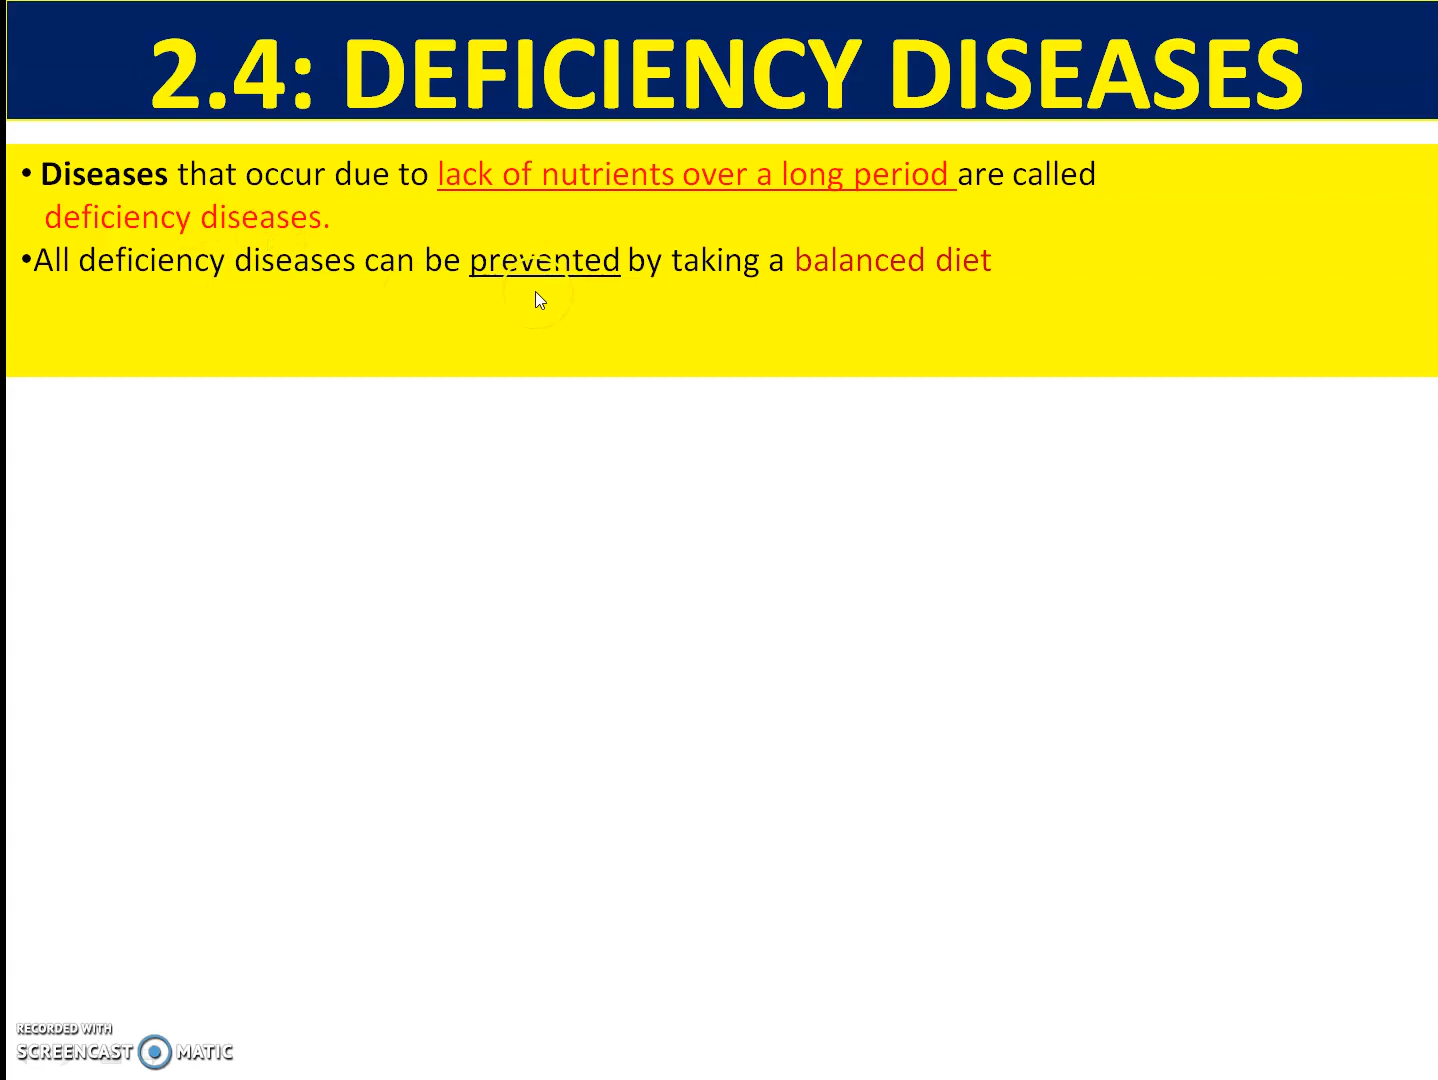 2.4: DEFICIENCY DISEASES
• Diseases that occur due to lack of nutrients over a long period are called
deficiency diseases.
•All deficiency diseases can be prevented by taking a balanced diet
RECORDED WITH
SCREENCAST MATIC